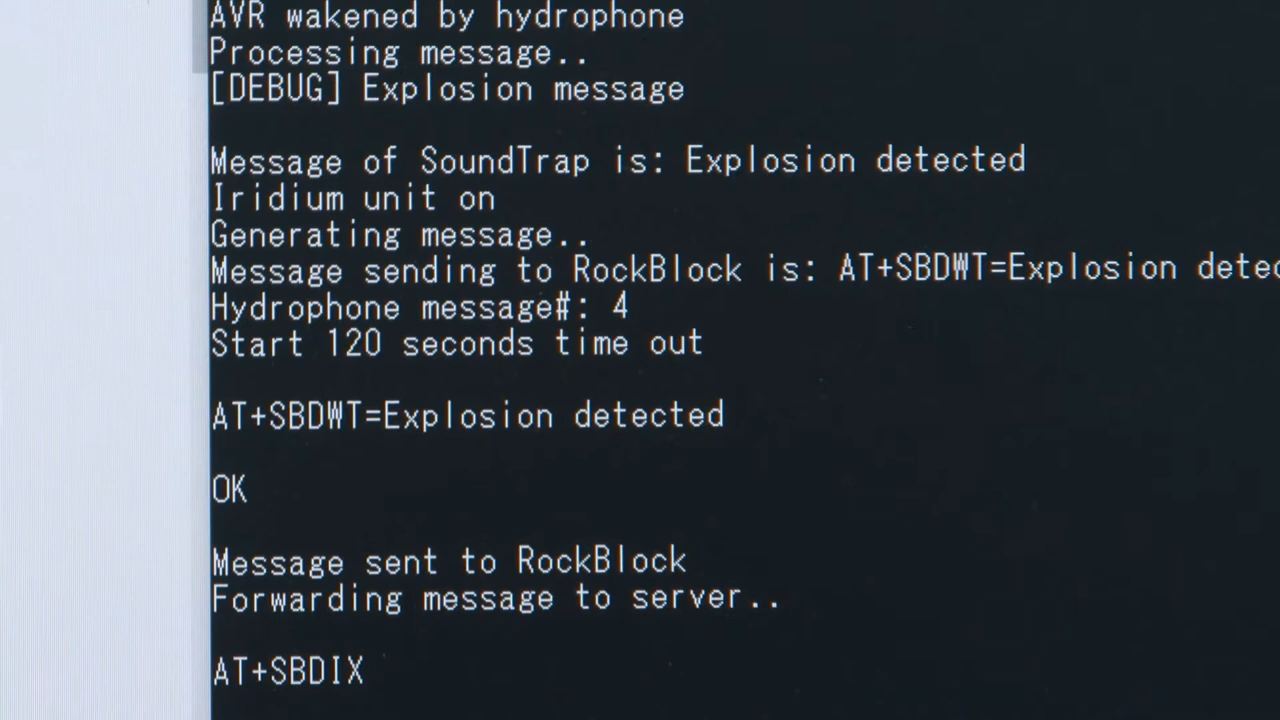 AVR wakened by hydrophone
Processing message..
[DEBUG] Explosion message
Message of SoundTrap is: Explosion detected
Iridium unit on
Generating message..
Message sending to RockBlock is: AT+SBDWT=Explosion detec
Hydrophone message#: 4
Start 120 seconds time out
AT+SBDWT=Explosion detected
OK
Message sent to RockBlock
Forwarding message to server..
AT+SBDIX